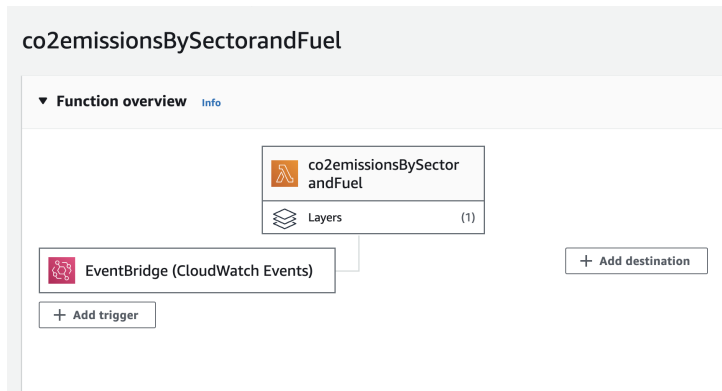 co2emissionsBySectorandFuel
Function overview Info
co2emissionsBySector
andFuel
Layers (1)
EventBridge (CloudWatch Events)
Add destination
Add trigger